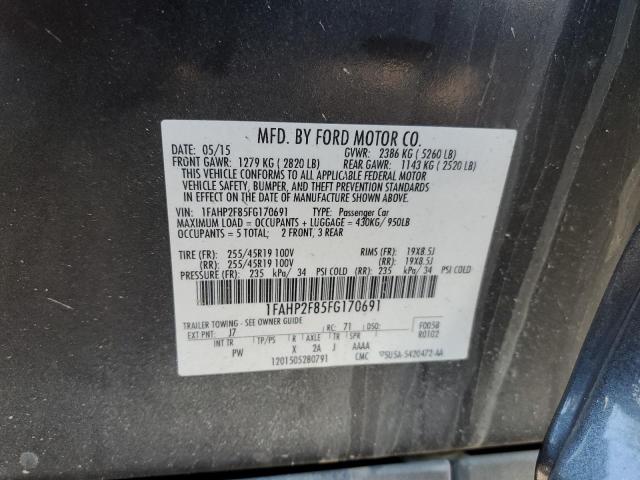 MFD. BY FORD MOTOR CO.
DATE: 05/15 GVWR: 2386 KG ( 5260 LB)
FRONT GAWR: 1279 KG ( 2820 LB) REAR GAWR: 1143 KG ( 2520 LB)
THIS VEHICLE CONFORMS TO ALL APPLICABLE FEDERAL MOTOR
VEHICLE SAFETY, BUMPER, AND THEFT PREVENTION STANDARDS
IN EFFECT ON THE DATE OF MANUFACTURE SHOWN ABOVE.
VIN: 1FAHP2F85FG170691 TYPE: Passenger Car
MAXIMUM LOAD = OCCUPANTS + LUGGAGE = 430KG/ 950LB
OCCUPANTS = 5 TOTAL; 2 FRONT, 3 REAR
TIRE (FR): 255/45R19 100V RIMS (FR): 19X8.5J
(RR): 255/45R19 100V (RR): 19X8.5J
PRESSURE (FR): 235 kPa/ 34 PSI COLD (RR): 235 kPa/ 34 PSI COLD
1FAHP2F85FG170691
TRAILER TOWING - SEE OWNER GUIDE
EXT PNT: J7 RC: 71 DSO: F0058
R0102
INT TR TP/PS R AXLE TR SPR
PW X 2A J AAAA
1201505280791 CMC 5U5A-5420472-AA